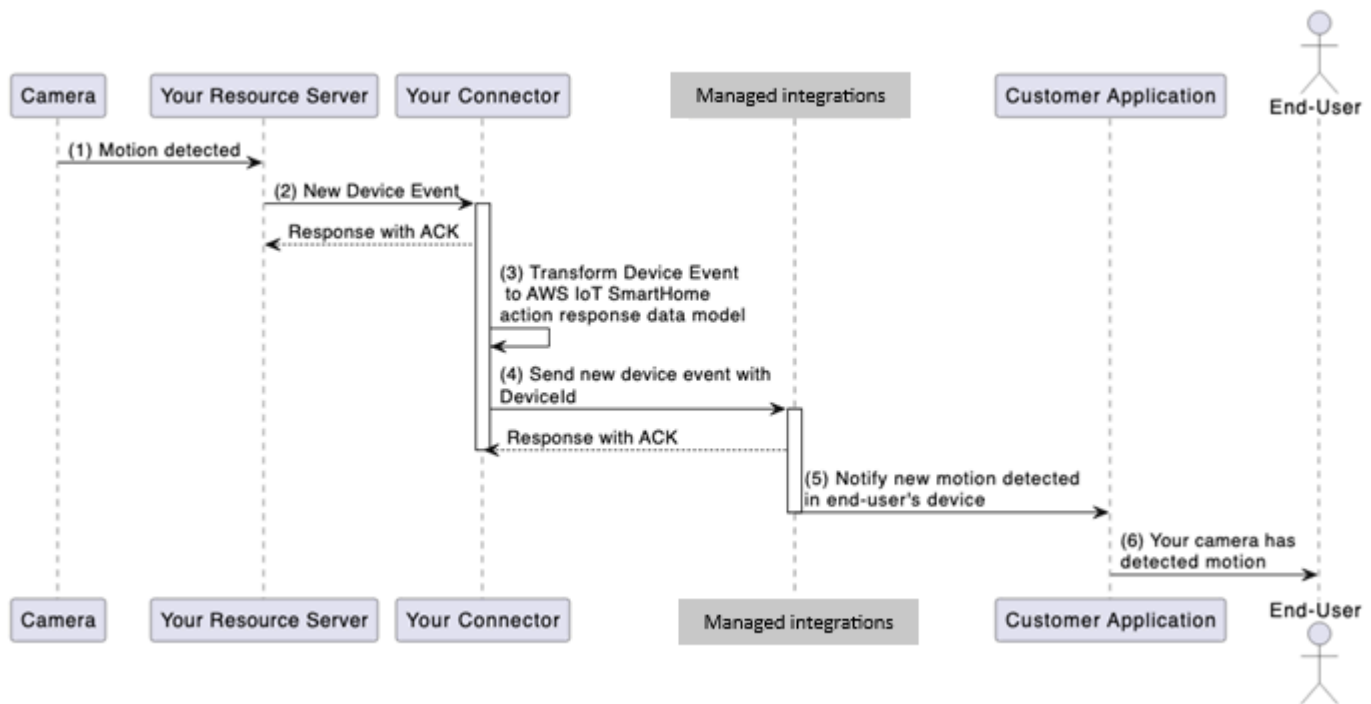 End-User
Camera
Your Resource Server
Your Connector
Managed integrations
Customer Application
(1) Motion detected
(2) New Device Event
Response with ACK
(3) Transform Device Event
to AWS IoT SmartHome
action response data model
(4) Send new device event with
DeviceId
Response with ACK
(5) Notify new motion detected
in end-user's device
(6) Your camera has
detected motion
Camera
Your Resource Server
Your Connector
Managed integrations
Customer Application
End-User